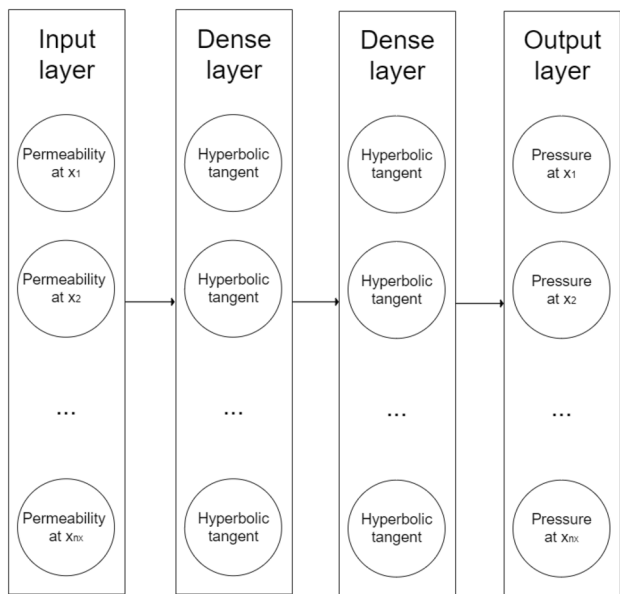 Input
layer
Permeability
at x1
Permeability
at x2
...
Permeability
at xnx
Dense
layer
Hyperbolic
tangent
Hyperbolic
tangent
...
Hyperbolic
tangent
Dense
layer
Hyperbolic
tangent
Hyperbolic
tangent
...
Hyperbolic
tangent
Output
layer
Pressure
at x1
Pressure
at x2
...
Pressure
at xnx